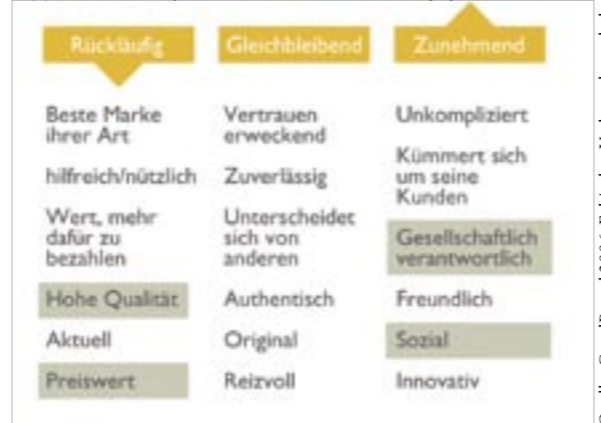 Rückläufig
Beste Marke
ihrer Art
hilfreich/nützlich
Wert, mehr
dafür zu
bezahlen
Hohe Qualität
Aktuell
Preiswert
Gleichbleibend
Vertrauen
erweckend
Zuverlässig
Unterscheidet
sich von
anderen
Authentisch
Original
Reizvoll
Zunehmend
Unkompliziert
Kümmert sich
um seine
Kunden
Gesellschaftlich
verantwortlich
Freundlich
Sozial
Innovativ